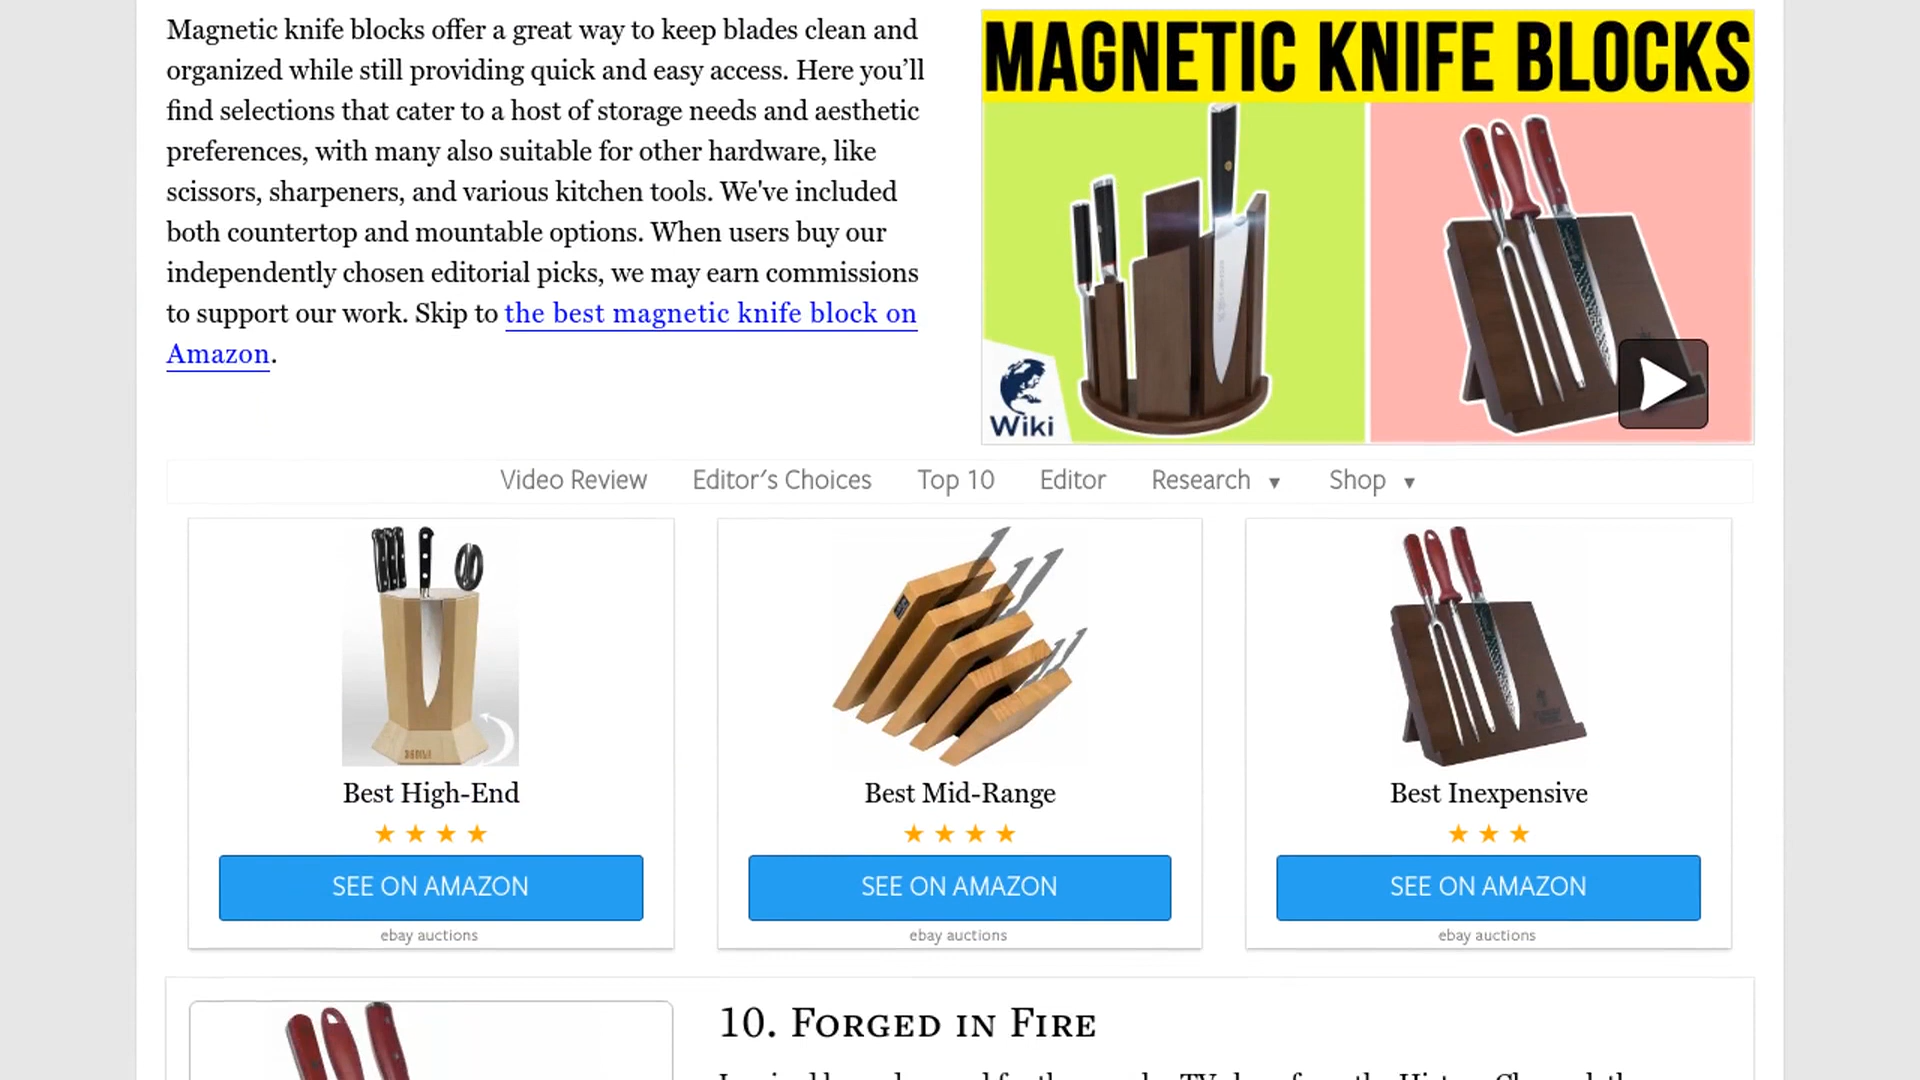 Magnetic knife blocks offer a great way to keep blades clean and
organized while still providing quick and easy access. Here you’ll
find selections that cater to a host of storage needs and aesthetic
preferences, with many also suitable for other hardware, like
scissors, sharpeners, and various kitchen tools. We've included
both countertop and mountable options. When users buy our
independently chosen editorial picks, we may earn commissions
to support our work. Skip to the best magnetic knife block on
Amazon.
MAGNETIC KNIFE BLOCKS
Wiki
Video Review Editor's Choices Top 10 Editor Research ▼ Shop ▼
Best High-End
★ ★ ★ ★
SEE ON AMAZON
ebay auctions
Best Mid-Range
★ ★ ★ ★
SEE ON AMAZON
ebay auctions
Best Inexpensive
★ ★ ★
SEE ON AMAZON
ebay auctions
10. Forged in Fire